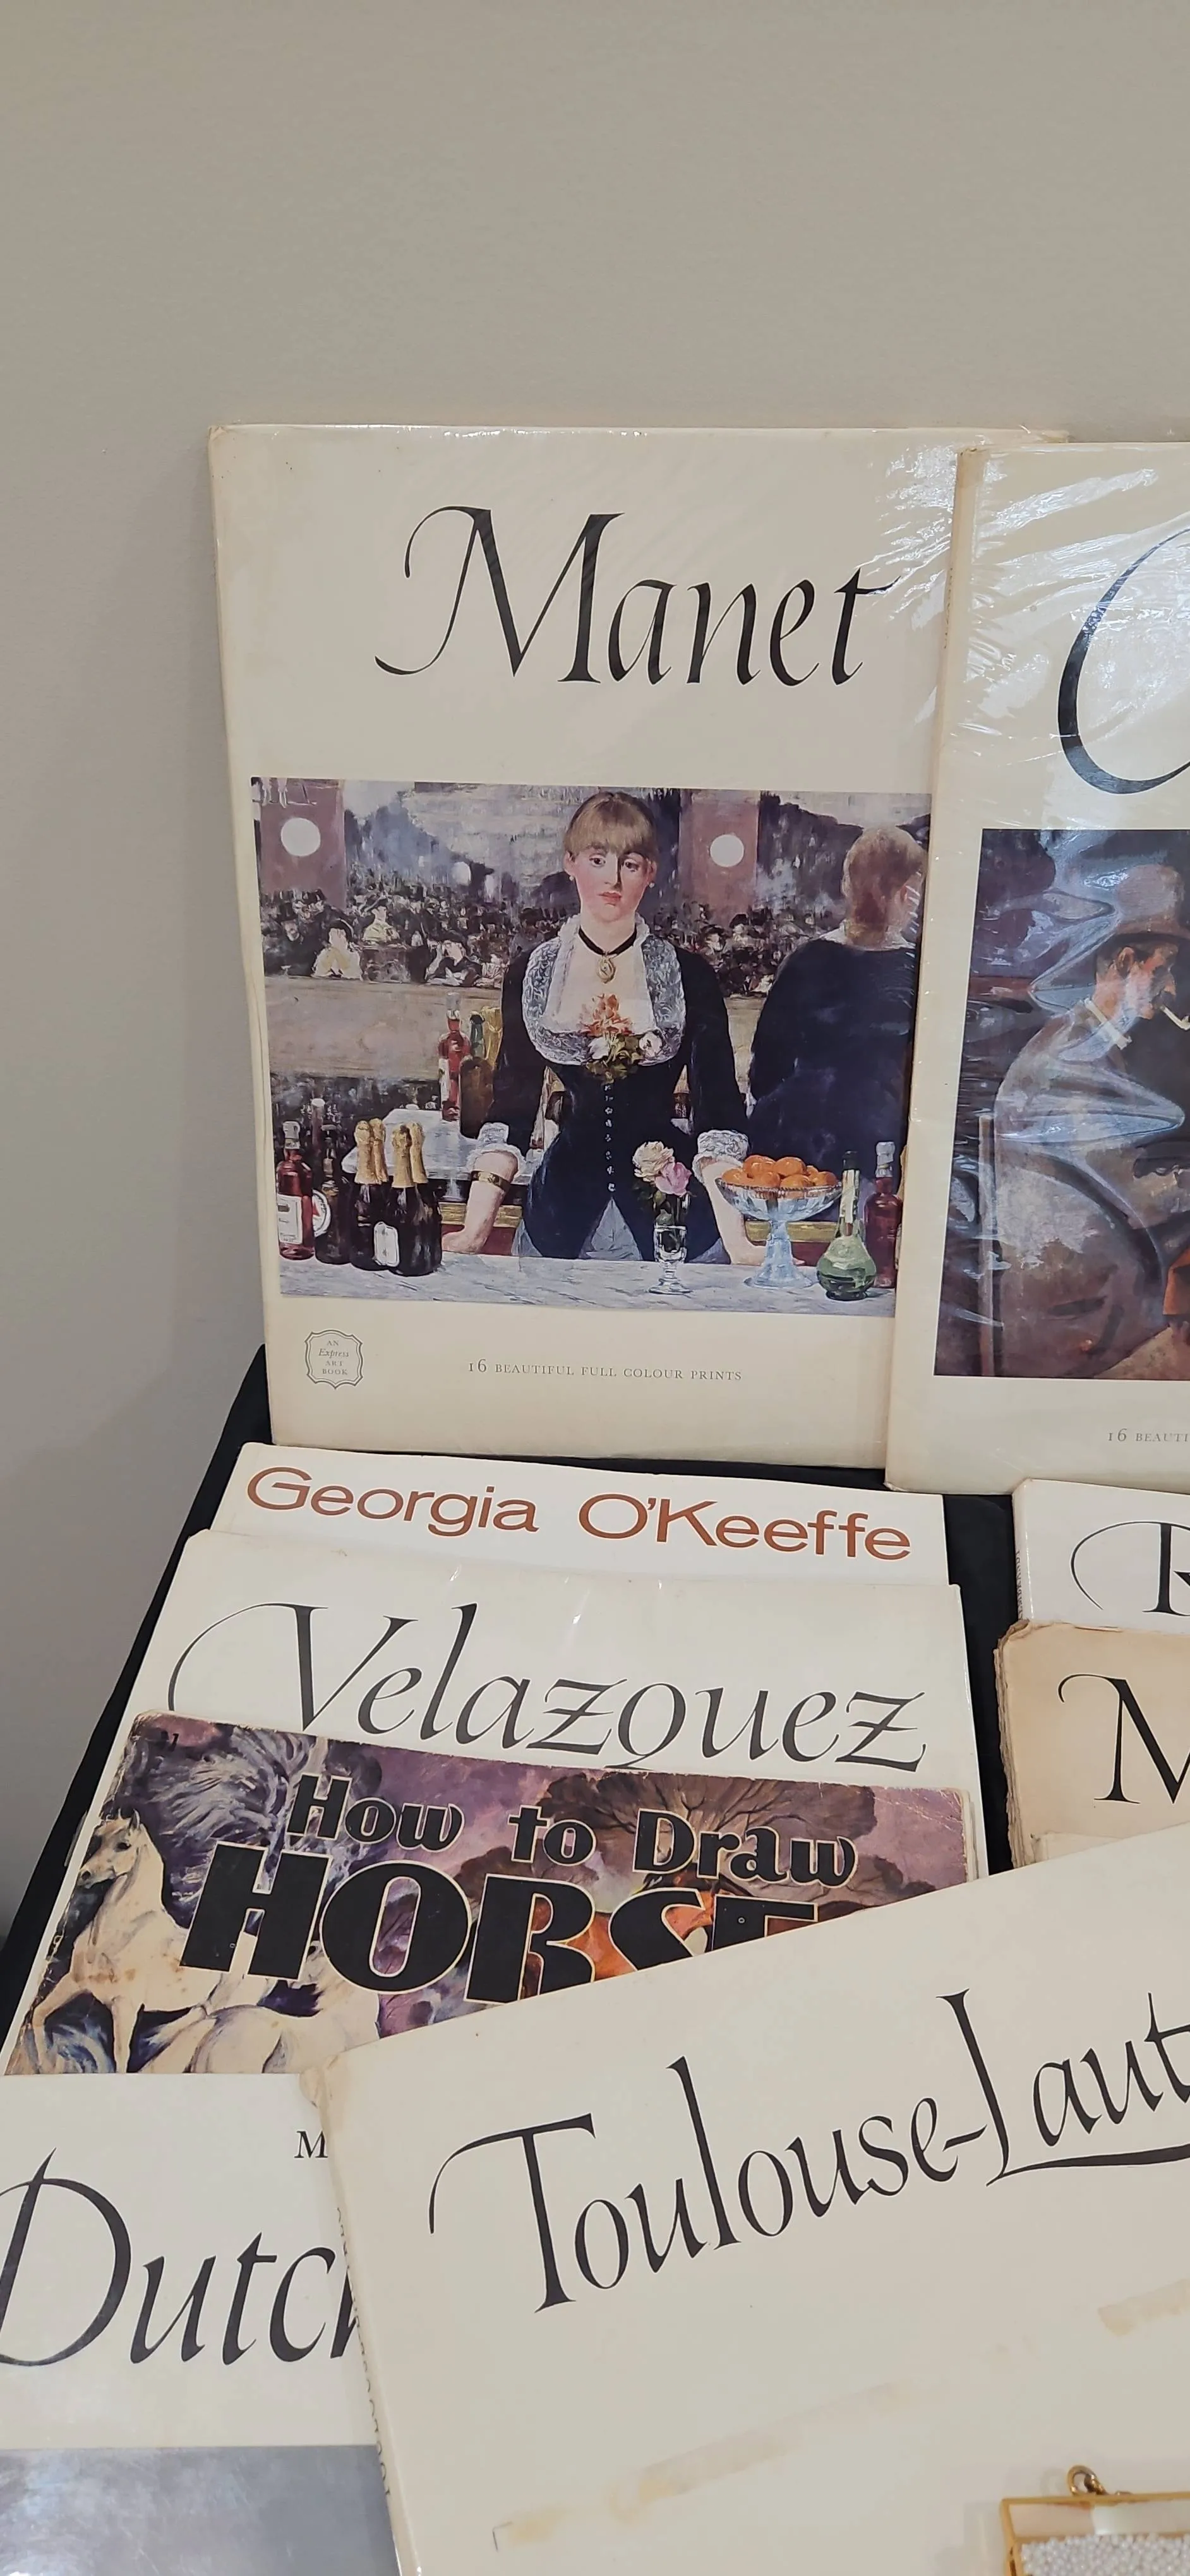 Manet
AN
Express
ART
BOOK
16 BEAUTIFUL FULL COLOUR PRINTS
C
16 BEAUTI
Georgia O'Keeffe
Velazquez
R
M
How to Draw
HORSE
Toulouse-Laut
M
Dutch